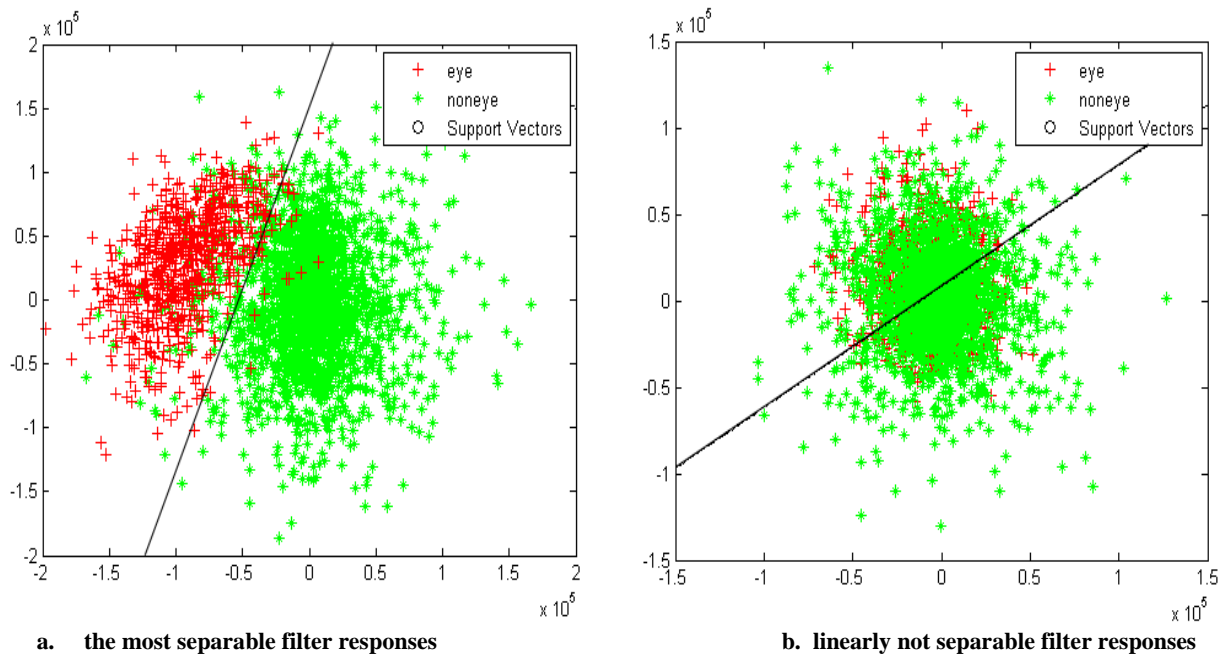 x 10^5
2
1.5
1
0.5
0
-0.5
-1
-1.5
-2
-2 -1.5 -1 -0.5 0 0.5 1 1.5 2
x 10^5
eye
noneye
Support Vectors
a. the most separable filter responses
x 10^5
1.5
1
0.5
0
-0.5
-1
-1.5
-1.5 -1 -0.5 0 0.5 1 1.5
x 10^5
eye
noneye
Support Vectors
b. linearly not separable filter responses